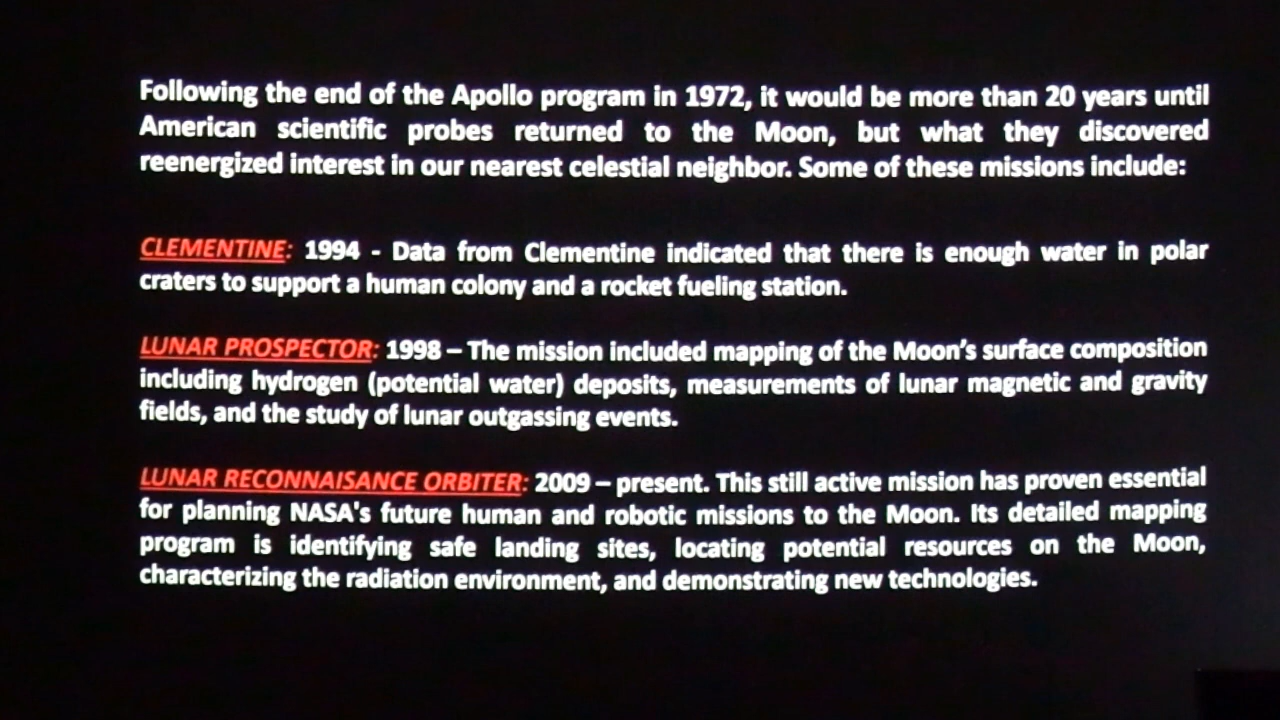 Following the end of the Apollo program in 1972, it would be more than 20 years until
American scientific probes returned to the Moon, but what they discovered
reenergized interest in our nearest celestial neighbor. Some of these missions include:
CLEMENTINE: 1994 - Data from Clementine indicated that there is enough water in polar
craters to support a human colony and a rocket fueling station.
LUNAR PROSPECTOR: 1998 – The mission included mapping of the Moon's surface composition
including hydrogen (potential water) deposits, measurements of lunar magnetic and gravity
fields, and the study of lunar outgassing events.
LUNAR RECONNAISANCE ORBITER: 2009 – present. This still active mission has proven essential
for planning NASA's future human and robotic missions to the Moon. Its detailed mapping
program is identifying safe landing sites, locating potential resources on the Moon,
characterizing the radiation environment, and demonstrating new technologies.